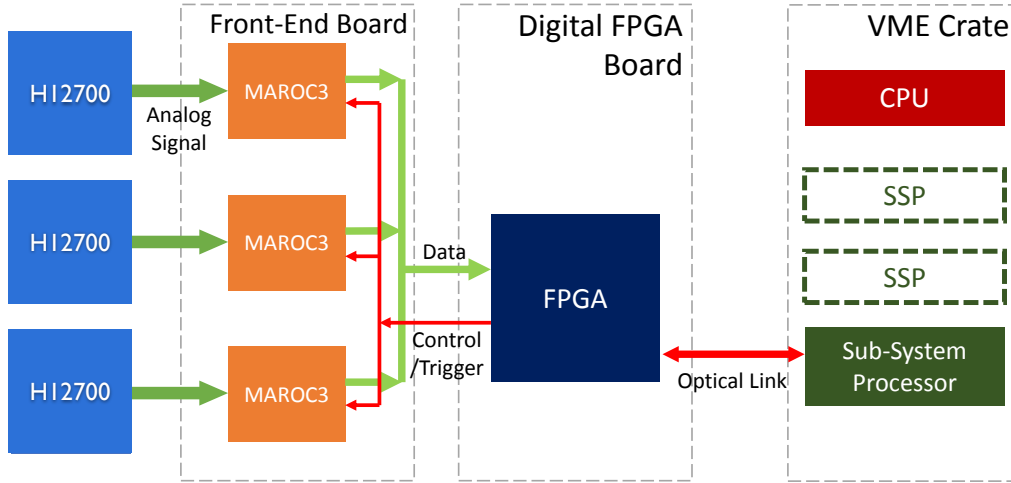 Front-End Board
Digital FPGA
Board
VME Crate
H12700
Analog
Signal
MAROC3
CPU
H12700
MAROC3
SSP
Data
FPGA
SSP
Control
/Trigger
H12700
MAROC3
Optical Link
Sub-System
Processor